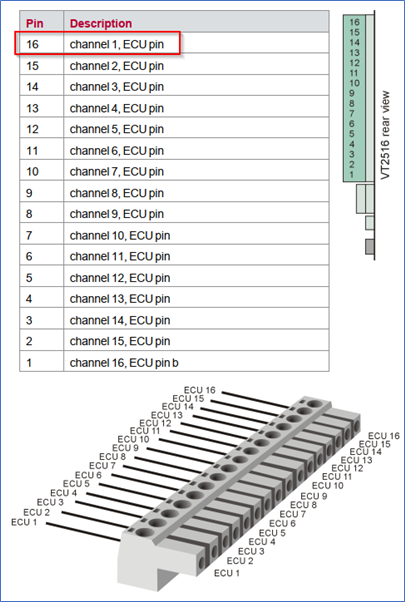 Pin Description
16 channel 1, ECU pin
15 channel 2, ECU pin
14 channel 3, ECU pin
13 channel 4, ECU pin
12 channel 5, ECU pin
11 channel 6, ECU pin
10 channel 7, ECU pin
9 channel 8, ECU pin
8 channel 9, ECU pin
7 channel 10, ECU pin
6 channel 11, ECU pin
5 channel 12, ECU pin
4 channel 13, ECU pin
3 channel 14, ECU pin
2 channel 15, ECU pin
1 channel 16, ECU pin b
16
15
14
13
12
11
10
9
8
7
6
5
4
3
2
1
VT2516 rear view
ECU 16
ECU 15
ECU 14
ECU 13
ECU 12
ECU 11
ECU 10
ECU 9
ECU 8
ECU 7
ECU 6
ECU 5
ECU 4
ECU 3
ECU 2
ECU 1
ECU 16
ECU 15
ECU 14
ECU 13
ECU 12
ECU 11
ECU 10
ECU 9
ECU 8
ECU 7
ECU 6
ECU 5
ECU 4
ECU 3
ECU 2
ECU 1